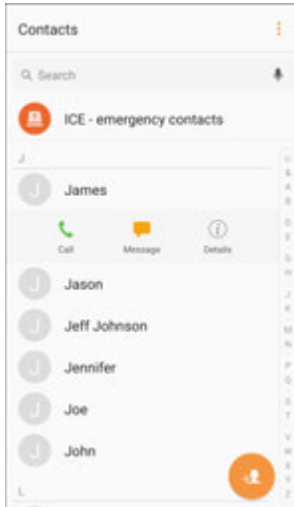 Contacts
Search
ICE - emergency contacts
J
James
Call Message Details
Jason
Jeff Johnson
Jennifer
Joe
John
L